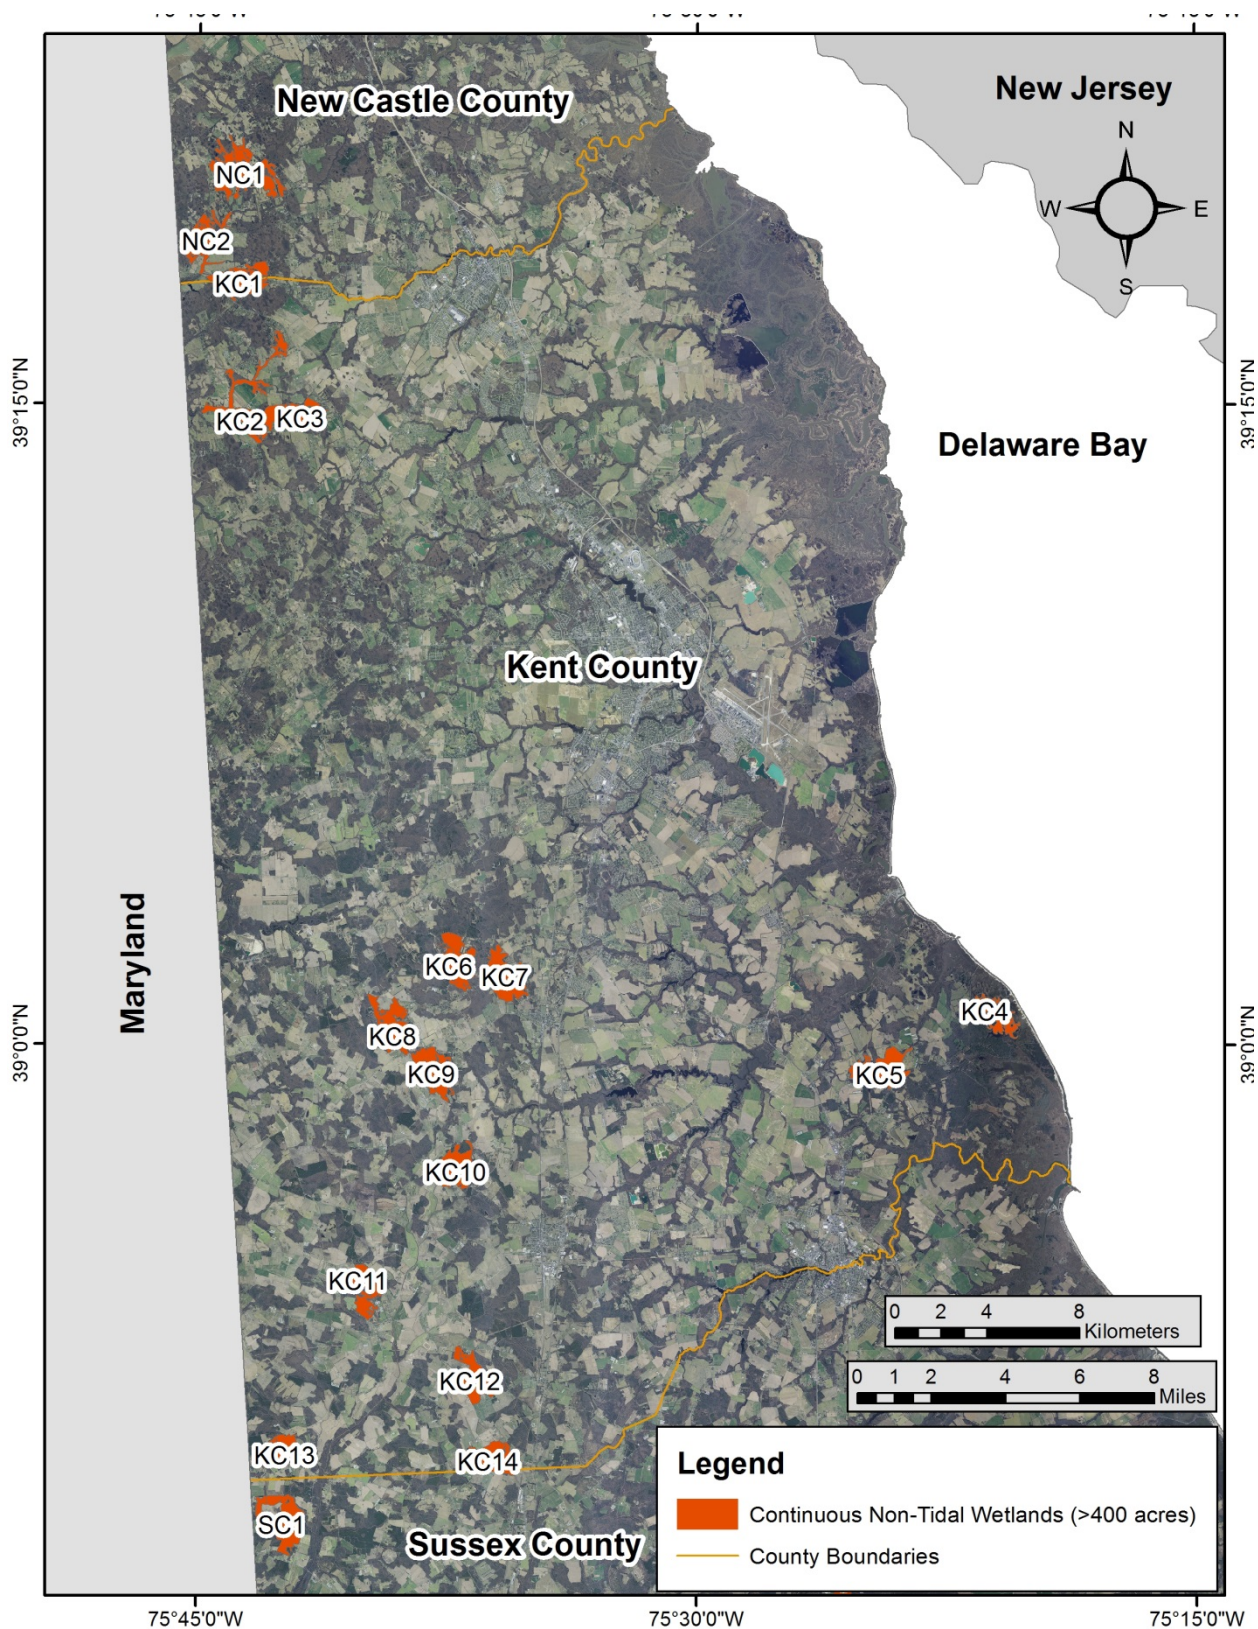 New Castle County
New Jersey
N
W
E
S
NC1
NC2
KC1
39°15'0"N
39°15'0"N
KC2
KC3
Delaware Bay
Kent County
Maryland
KC6
KC7
KC4
39°0'0"N
39°0'0"N
KC8
KC9
KC5
KC10
KC11
0 2 4 8
Kilometers
KC12
0 1 2 4 6 8
Miles
KC13
KC14
Legend
Continuous Non-Tidal Wetlands (>400 acres)
SC1
Sussex County
County Boundaries
75°45'0"W
75°30'0"W
75°15'0"W